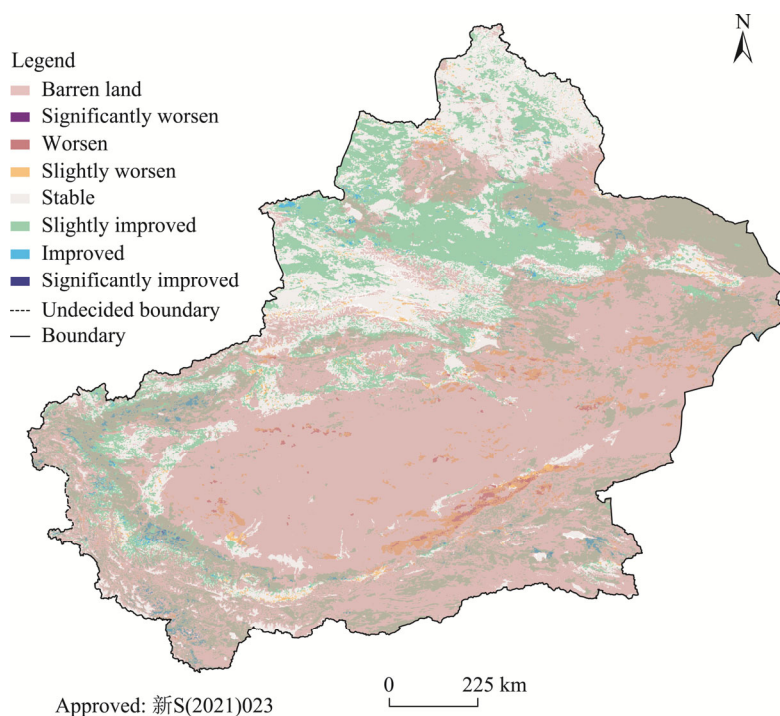 N
Legend
Barren land
Significantly worsen
Worsen
Slightly worsen
Stable
Slightly improved
Improved
Significantly improved
Undecided boundary
Boundary
0 225 km
Approved: 新S(2021)023